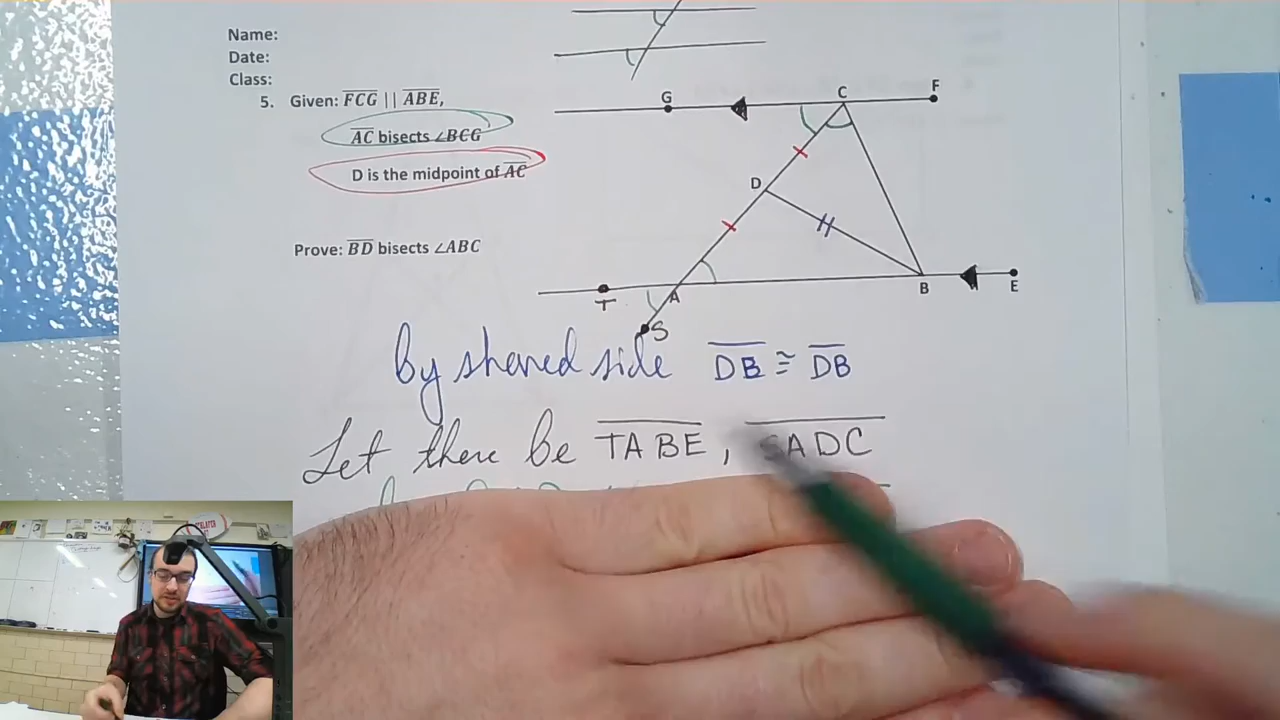 Name:
Date:
Class:
5. Given: FCG || ABE,
AC bisects ∠BCG
D is the midpoint of AC
Prove: BD bisects ∠ABC
G
C
F
D
T
A
B
E
S
By shared side DB ≅ DB
Let there be TABE, SADC